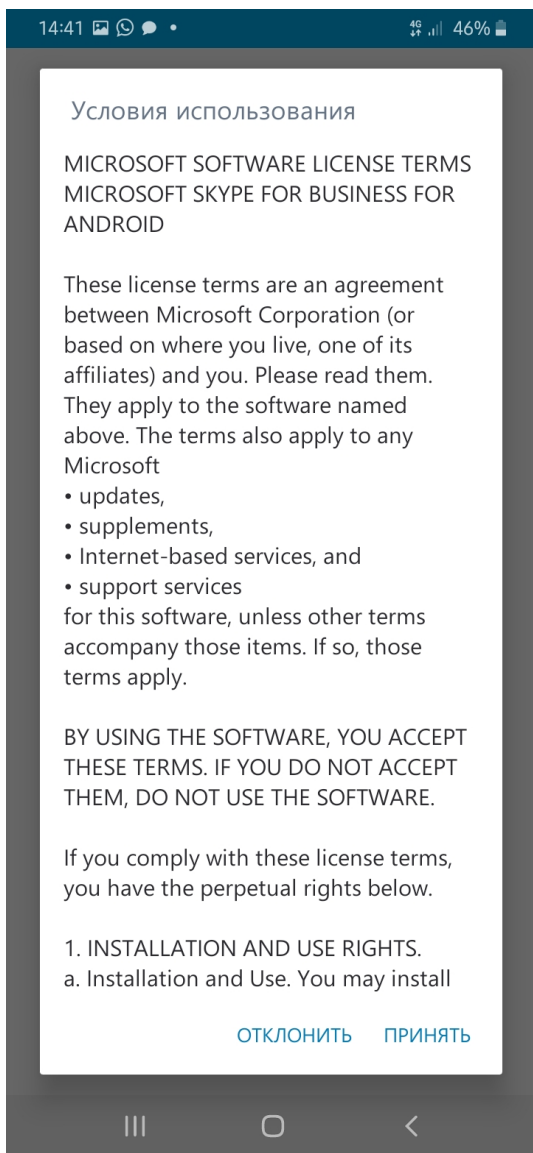 14:41
4G
46%
Условия использования
MICROSOFT SOFTWARE LICENSE TERMS
MICROSOFT SKYPE FOR BUSINESS FOR
ANDROID
These license terms are an agreement
between Microsoft Corporation (or
based on where you live, one of its
affiliates) and you. Please read them.
They apply to the software named
above. The terms also apply to any
Microsoft
• updates,
• supplements,
• Internet-based services, and
• support services
for this software, unless other terms
accompany those items. If so, those
terms apply.
BY USING THE SOFTWARE, YOU ACCEPT
THESE TERMS. IF YOU DO NOT ACCEPT
THEM, DO NOT USE THE SOFTWARE.
If you comply with these license terms,
you have the perpetual rights below.
1. INSTALLATION AND USE RIGHTS.
a. Installation and Use. You may install
ОТКЛОНИТЬ ПРИНЯТЬ